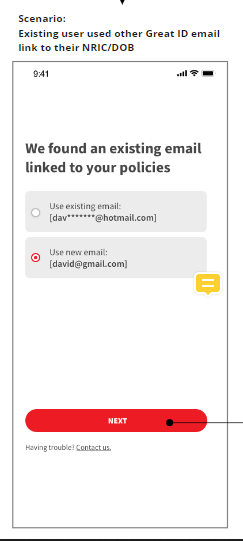 Scenario:
Existing user used other Great ID email
link to their NRIC/DOB
9:41
We found an existing email
linked to your policies
Use existing email:
[dav*******@hotmail.com]
Use new email:
[david@gmail.com]
NEXT
Having trouble? Contact us.